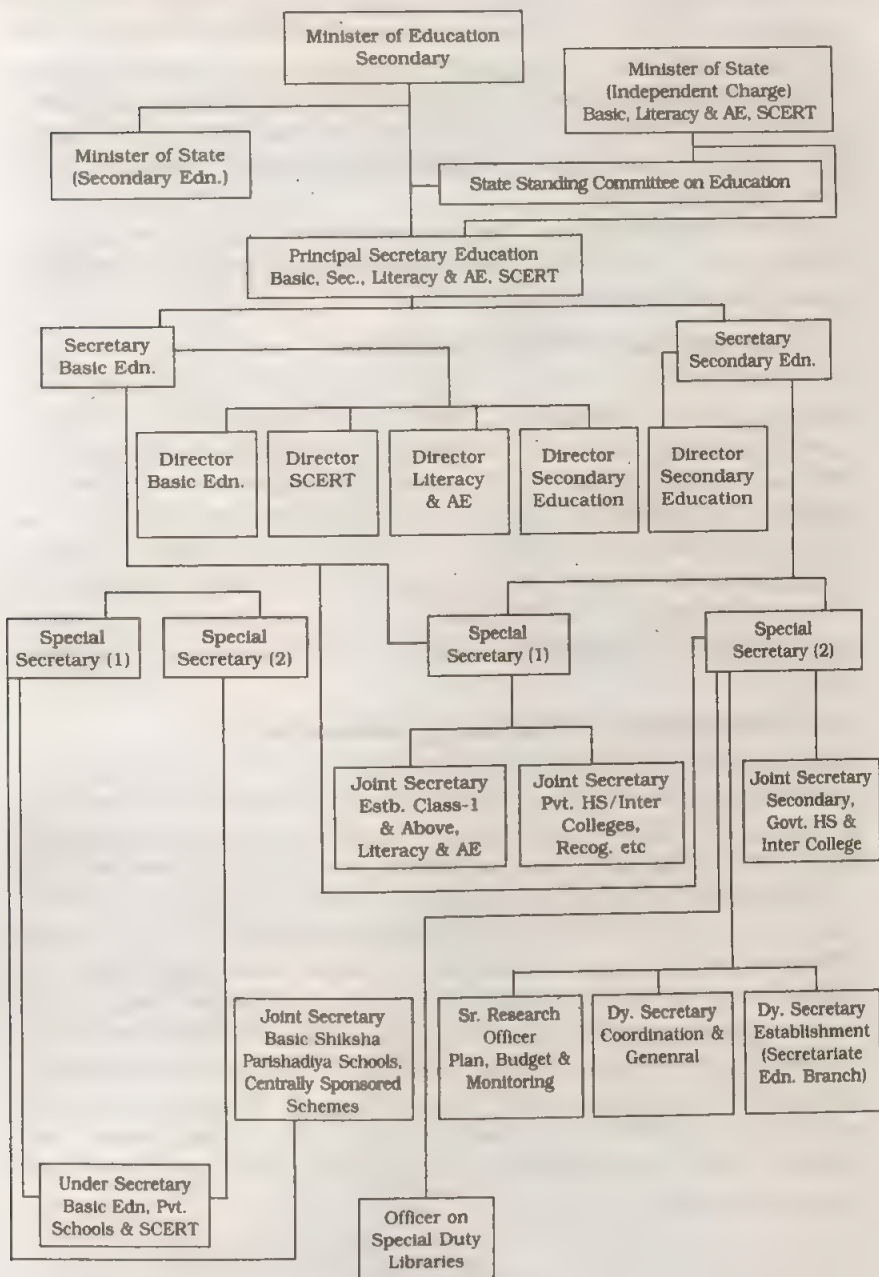 Minister of Education
Secondary
Minister of State
(Independent Charge)
Basic, Literacy & AE, SCERT
Minister of State
(Secondary Edn.)
State Standing Committee on Education
Principal Secretary Education
Basic, Sec., Literacy & AE, SCERT
Secretary
Basic Edn.
Secretary
Secondary Edn.
Director
Basic Edn.
Director
SCERT
Director
Literacy
& AE
Director
Secondary
Education
Director
Secondary
Education
Special
Secretary (1)
Special
Secretary (2)
Special
Secretary (1)
Special
Secretary (2)
Joint Secretary
Estb. Class-1
& Above,
Literacy & AE
Joint Secretary
Pvt. HS/Inter
Colleges,
Recog. etc
Joint Secretary
Secondary,
Govt. HS &
Inter College
Joint Secretary
Basic Shiksha
Parishadiya Schools,
Centrally Sponsored
Schemes
Sr. Research
Officer
Plan, Budget &
Monitoring
Dy. Secretary
Coordination &
Genenral
Dy. Secretary
Establishment
(Secretariate
Edn. Branch)
Under Secretary
Basic Edn, Pvt.
Schools & SCERT
Officer on
Special Duty
Libraries